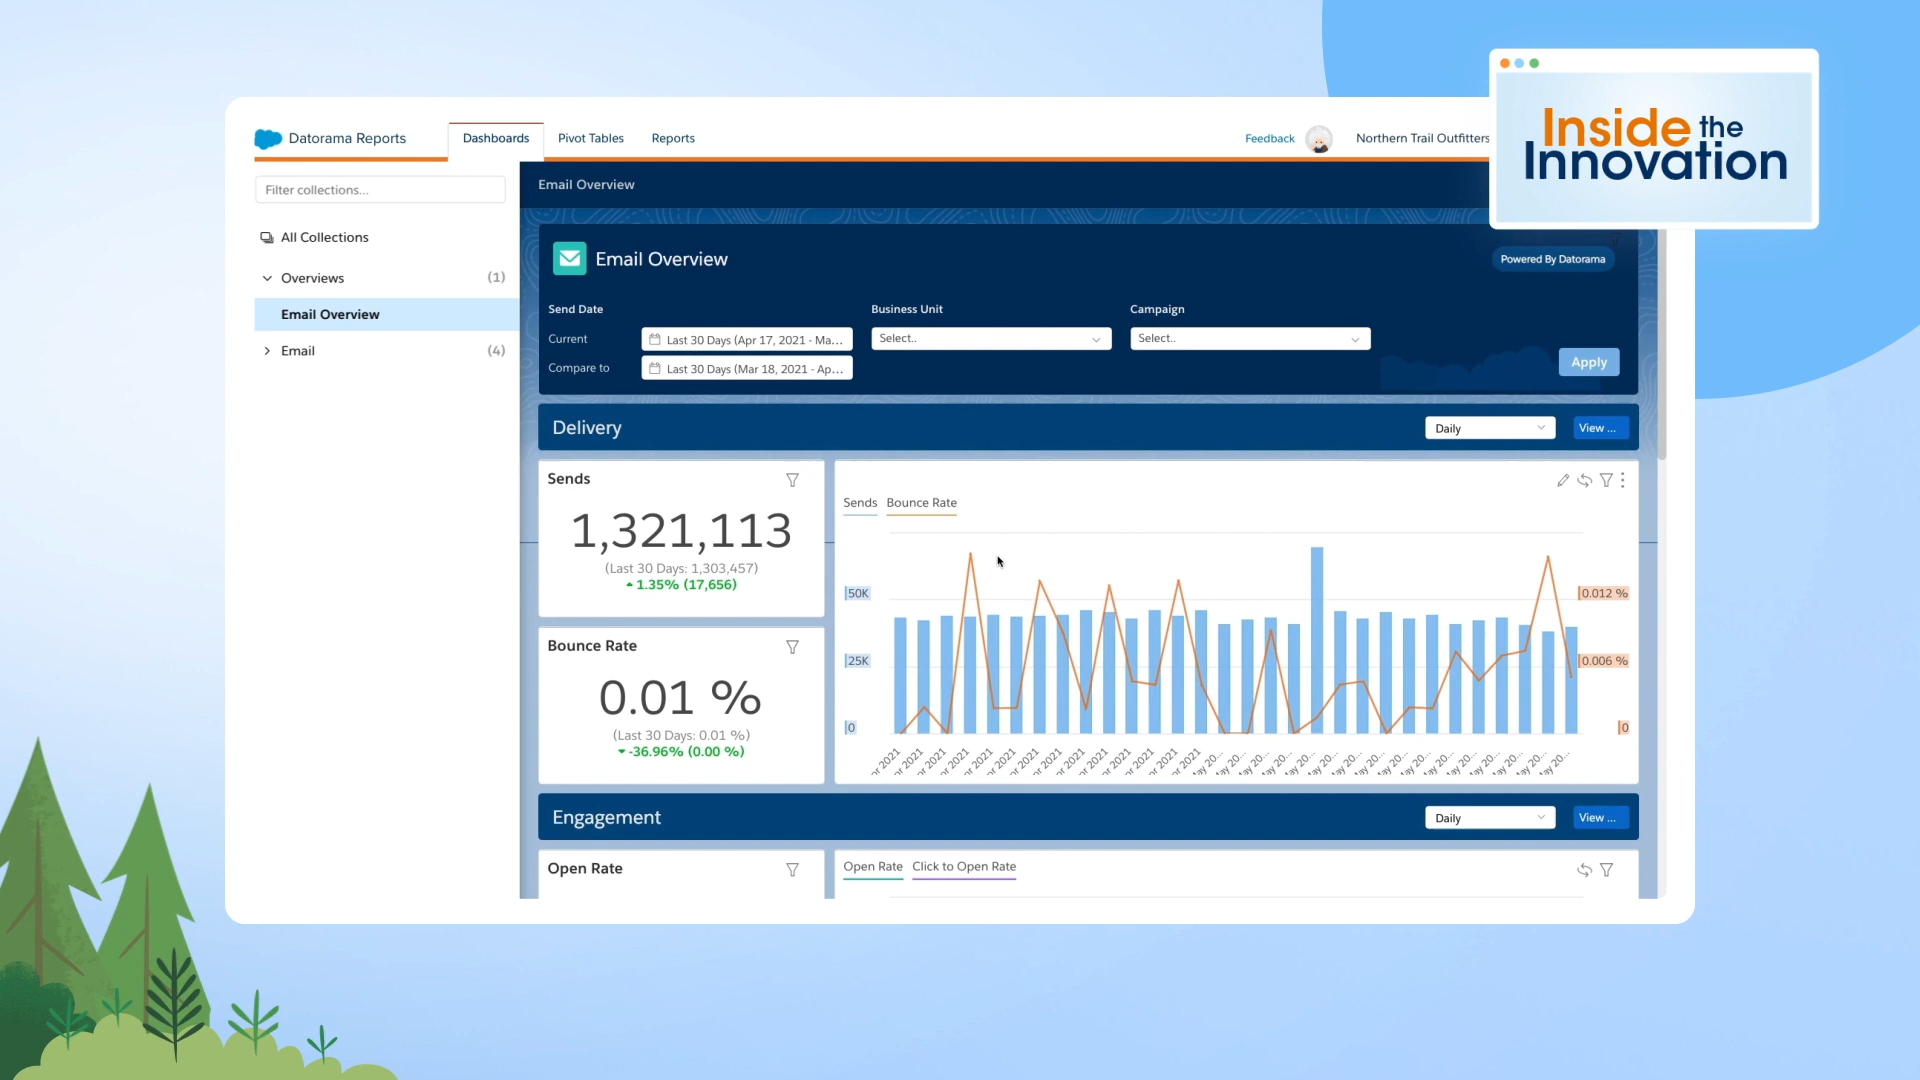 Inside the
Innovation
Datorama Reports
Dashboards
Pivot Tables
Reports
Feedback
Northern Trail Outfitters
Filter collections...
All Collections
Overviews (1)
Email Overview
Email (4)
Email Overview
Email Overview
Powered By Datorama
Send Date
Business Unit
Campaign
Current
Last 30 Days (Apr 17, 2021 - Ma...
Select..
Select..
Compare to
Last 30 Days (Mar 18, 2021 - Ap...
Apply
Delivery
Daily
View ...
Sends
1,321,113
(Last 30 Days: 1,303,457)
1.35% (17,656)
Bounce Rate
0.01 %
(Last 30 Days: 0.01 %)
-36.96% (0.00 %)
Sends
Bounce Rate
50K
25K
0
0.012 %
0.006 %
0
Engagement
Daily
View ...
Open Rate
Open Rate
Click to Open Rate